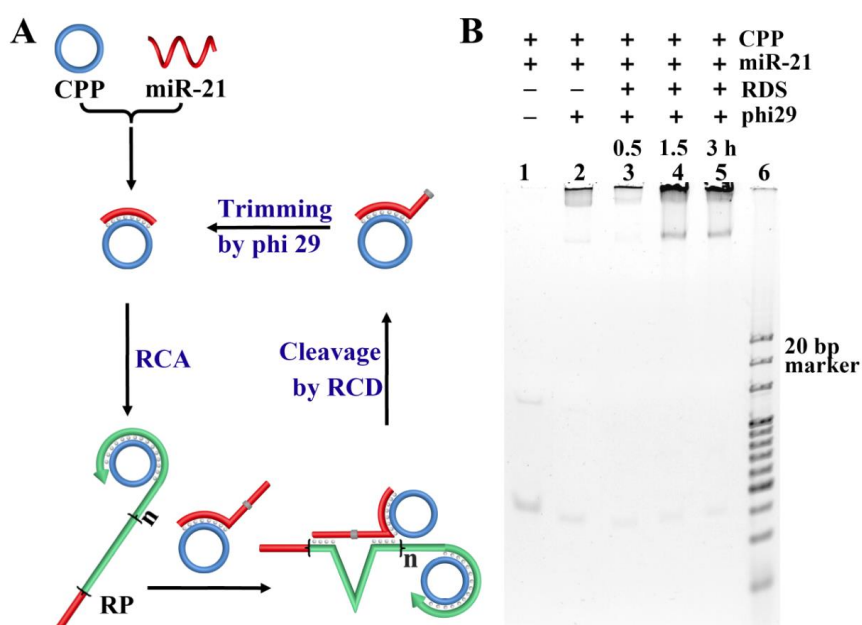 A
CPP miR-21
Trimming
by phi 29
RCA
Cleavage
by RCD
n
RP
n
B
+ + + + + CPP
+ + + + + miR-21
– – + + + RDS
– + + + + phi29
0.5 1.5 3 h
1 2 3 4 5 6
20 bp
marker